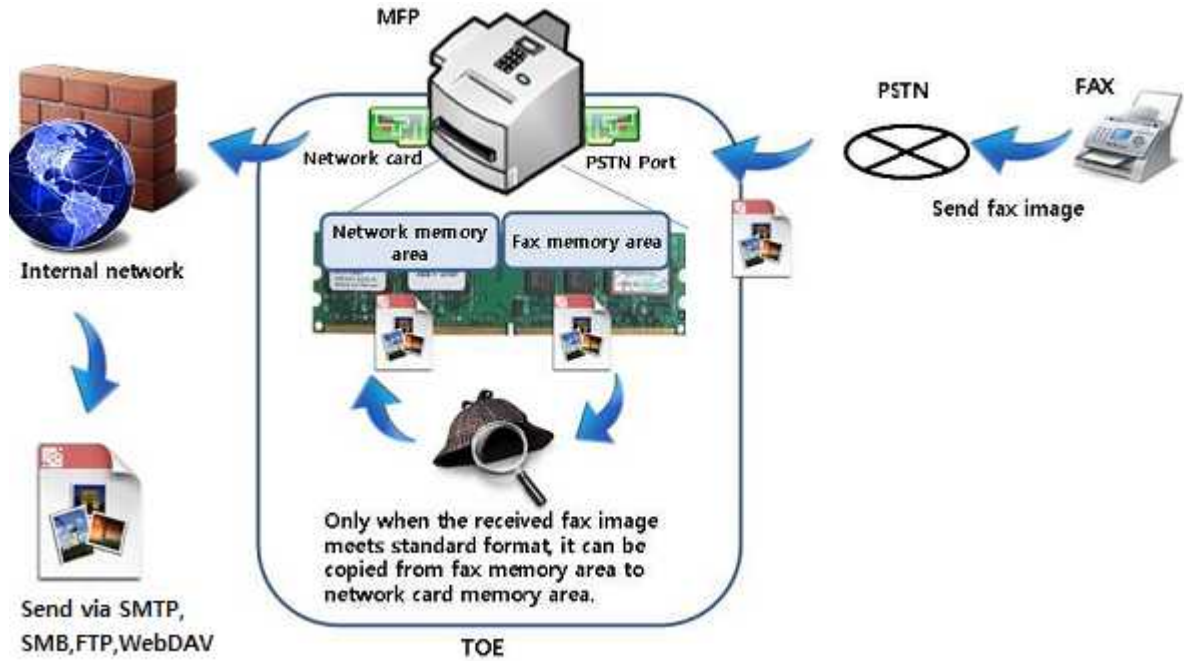 MFP
PSTN
FAX
Network card
PSTN Port
Send fax image
Network memory
area
Fax memory area
Internal network
Only when the received fax image
meets standard format, it can be
copied from fax memory area to
network card memory area.
Send via SMTP,
SMB,FTP,WebDAV
TOE